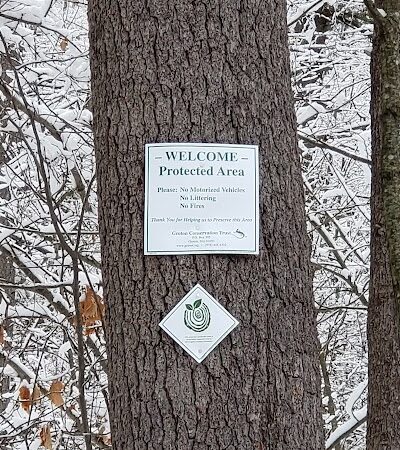 – WELCOME –
Protected Area
Please: No Motorized Vehicles
No Littering
No Fires
Thank You for Helping us to Preserve this Area
Groton Conservation Trust